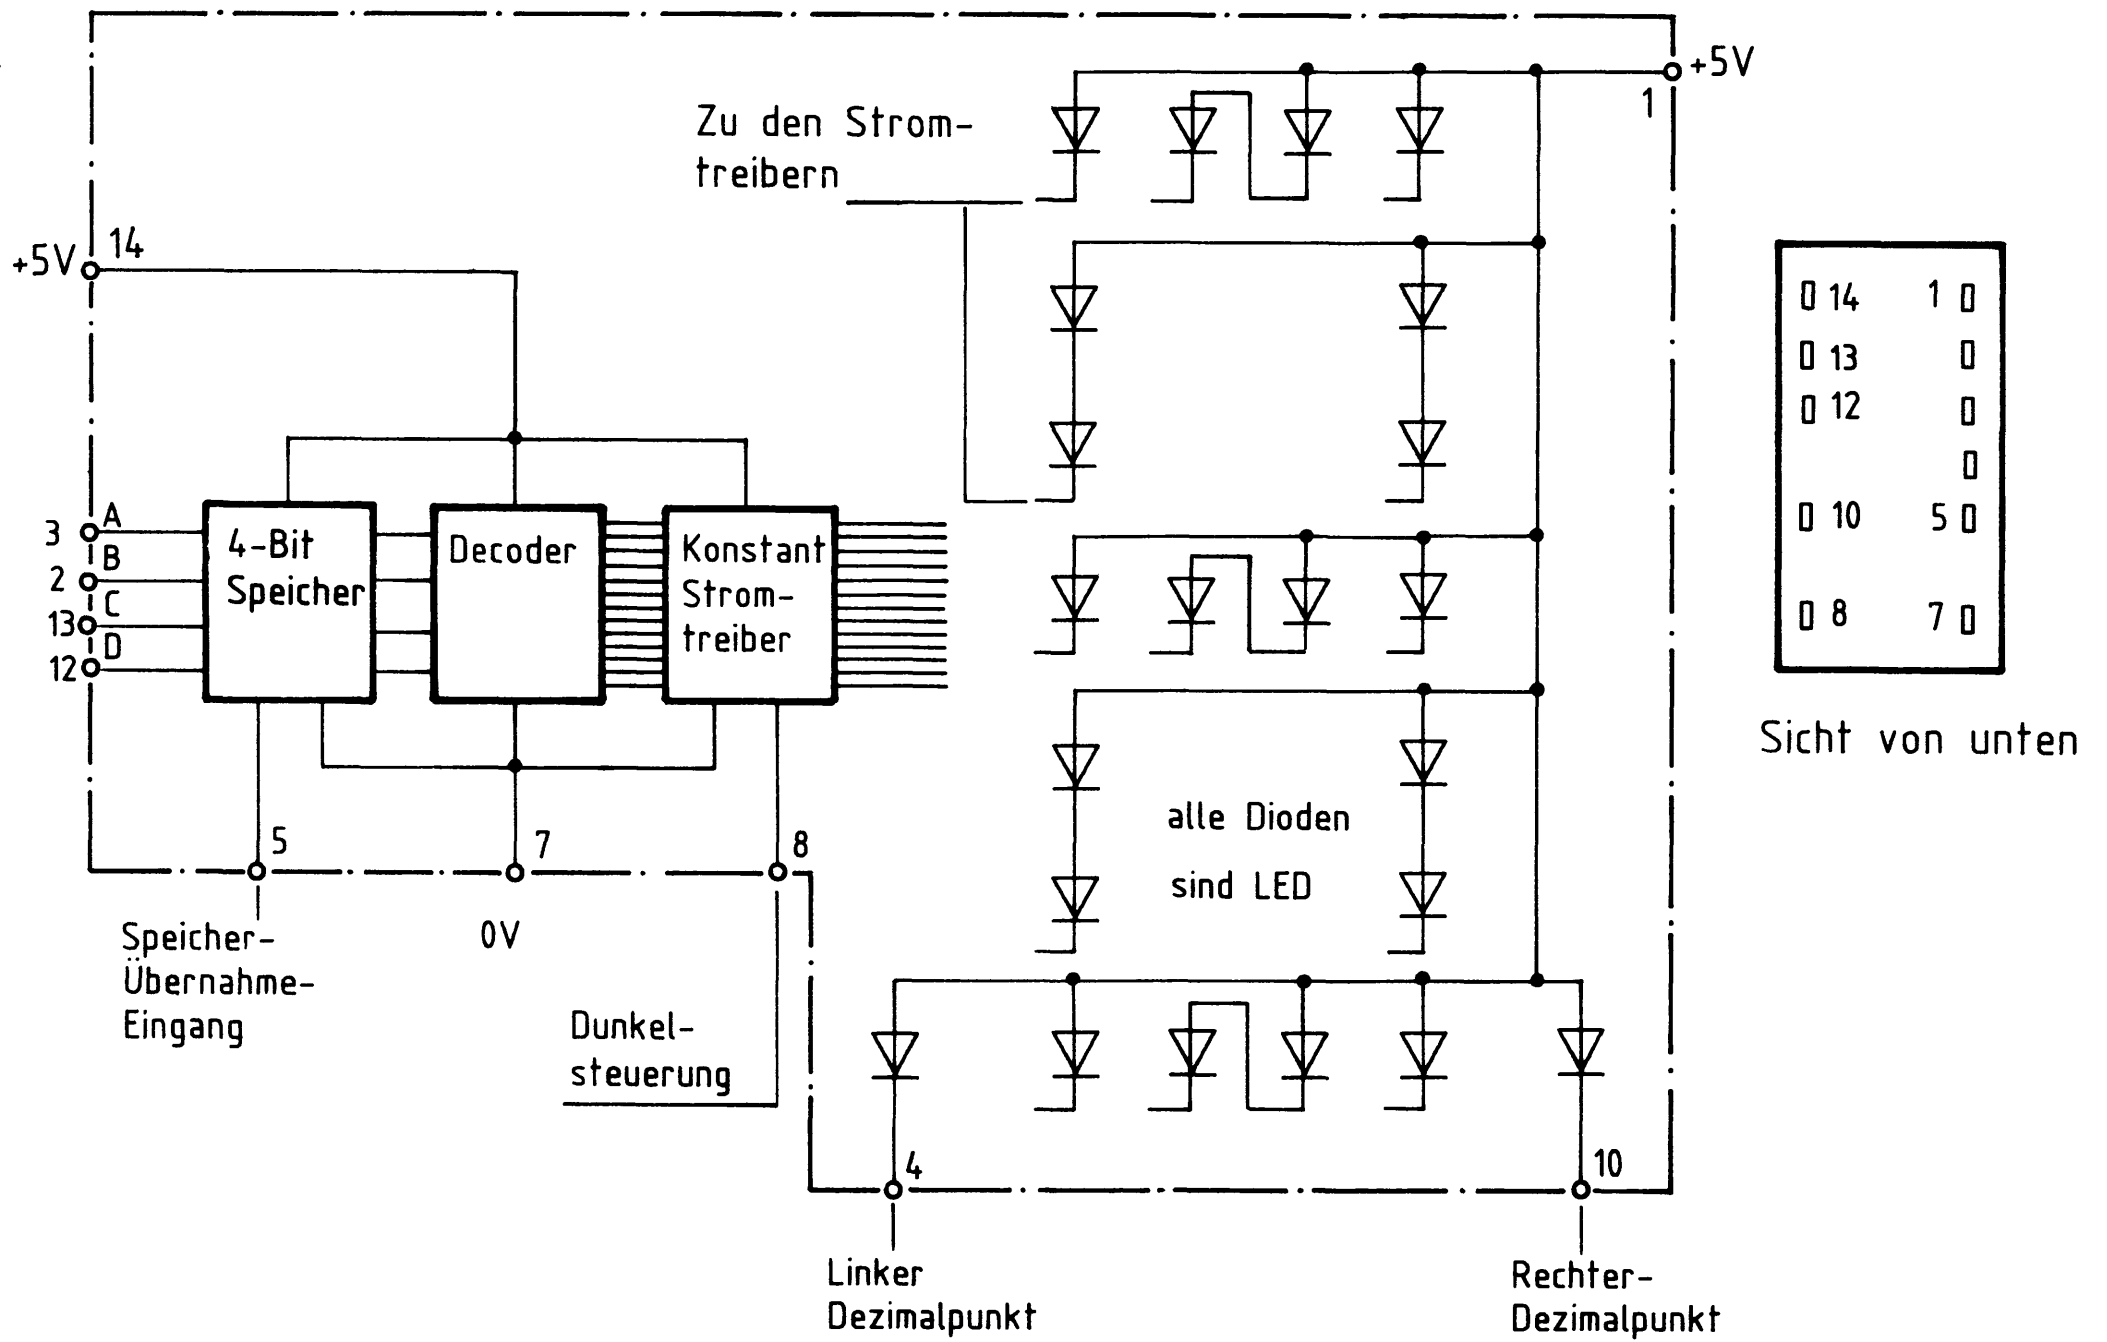 +5V
1
Zu den Strom-
treibern
+5V
14
14 1
13
12
10 5
8 7
Sicht von unten
3 A
B
2
C
13
D
12
4-Bit
Speicher
Decoder
Konstant
Strom-
treiber
alle Dioden
sind LED
5
7
8
Speicher-
Übernahme-
Eingang
0V
Dunkel-
steuerung
4
10
Linker
Dezimalpunkt
Rechter-
Dezimalpunkt